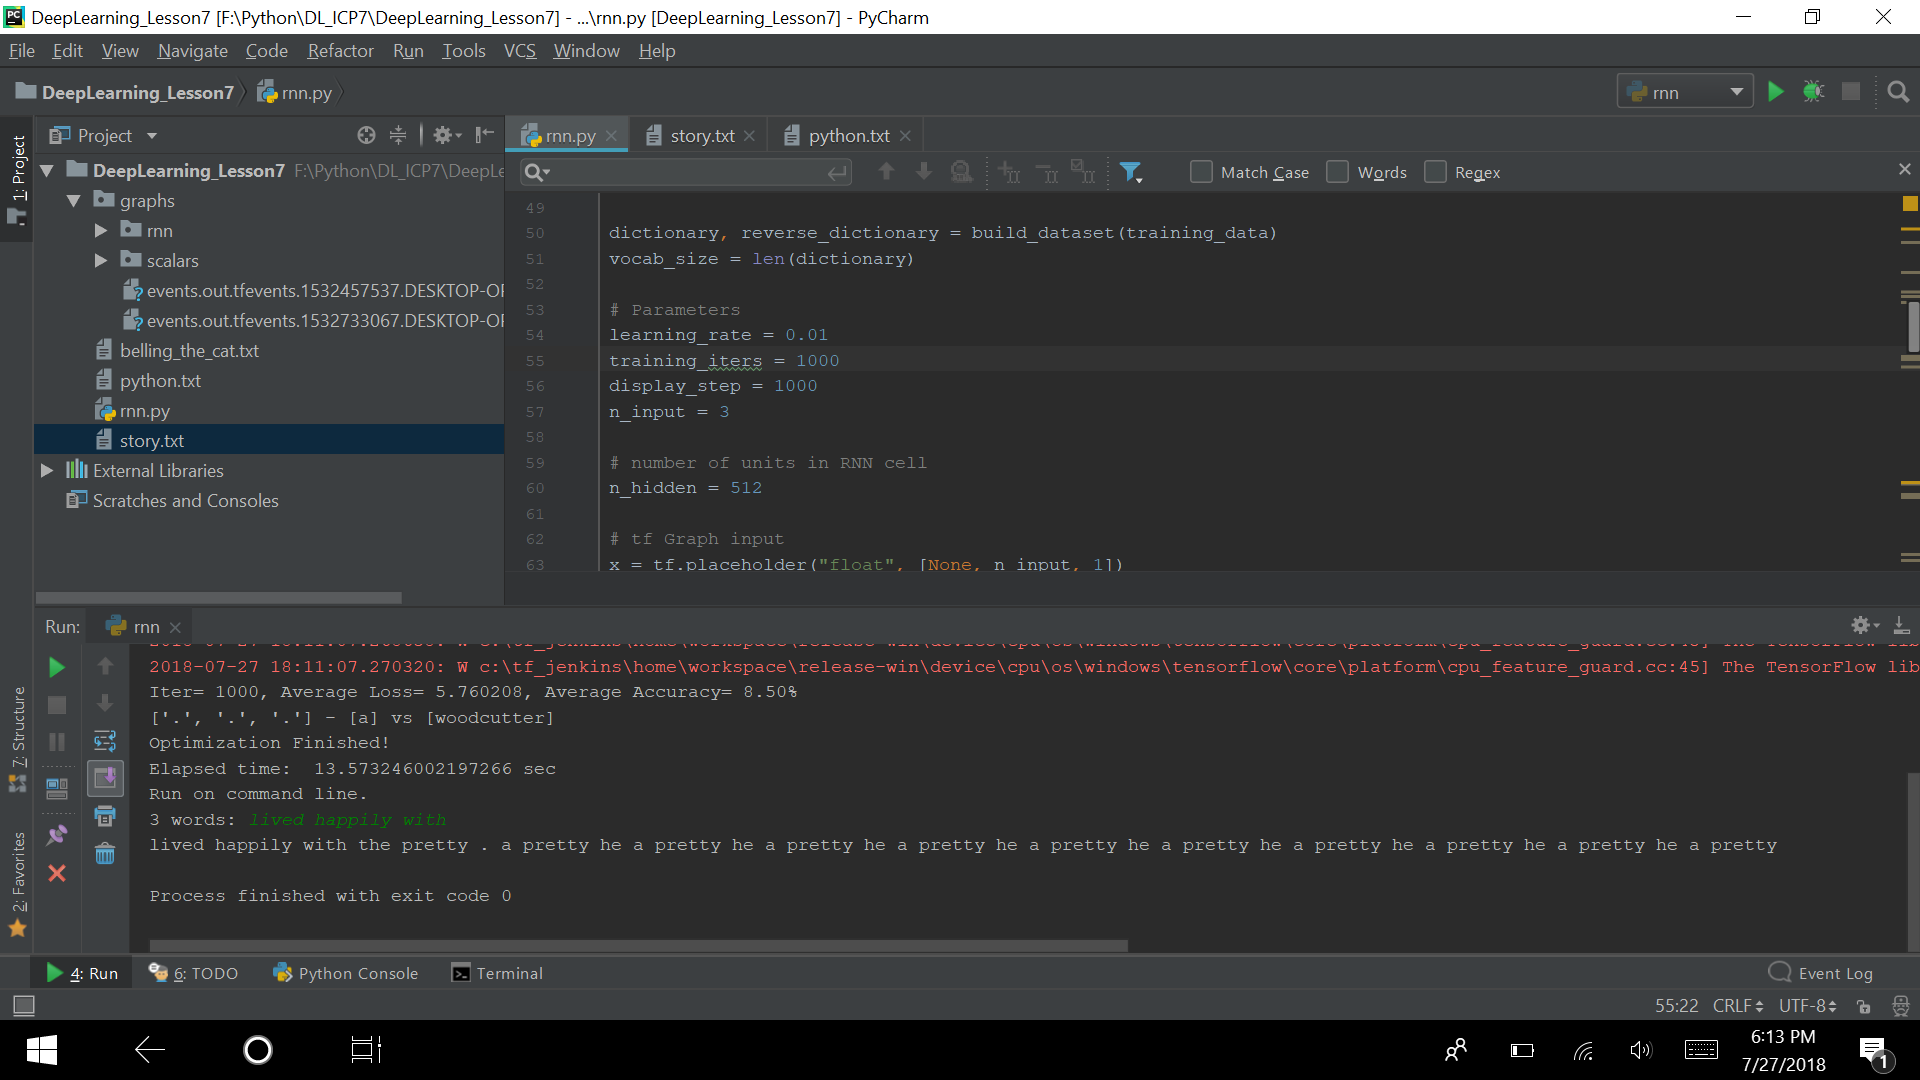 DeepLearning_Lesson7 [F:\Python\DL_ICP7\DeepLearning_Lesson7] - ...\rnn.py [DeepLearning_Lesson7] - PyCharm
File Edit View Navigate Code Refactor Run Tools VCS Window Help
DeepLearning_Lesson7 rnn.py rnn
Project rnn.py story.txt python.txt
1: Project
Match Case Words Regex
DeepLearning_Lesson7 F:\Python\DL_ICP7\DeepLe
graphs
rnn
scalars
events.out.tfevents.1532457537.DESKTOP-OF
events.out.tfevents.1532733067.DESKTOP-OF
belling_the_cat.txt
python.txt
rnn.py
story.txt
External Libraries
Scratches and Consoles
49
50 dictionary, reverse_dictionary = build_dataset(training_data)
51 vocab_size = len(dictionary)
52
53 # Parameters
54 learning_rate = 0.01
55 training_iters = 1000
56 display_step = 1000
57 n_input = 3
58
59 # number of units in RNN cell
60 n_hidden = 512
61
62 # tf Graph input
63 x = tf.placeholder("float", [None, n_input, 1])
Run: rnn
2018-07-27 18:11:07.270320: W c:\tf_jenkins\home\workspace\release-win\device\cpu\os\windows\tensorflow\core\platform\cpu_feature_guard.cc:45] The TensorFlow lib
Iter= 1000, Average Loss= 5.760208, Average Accuracy= 8.50%
['.', '.', '.'] - [a] vs [woodcutter]
Optimization Finished!
Elapsed time:  13.573246002197266 sec
Run on command line.
3 words: lived happily with
lived happily with the pretty . a pretty he a pretty he a pretty he a pretty he a pretty he a pretty he a pretty he a pretty he a pretty he a pretty
Process finished with exit code 0
7: Structure
2: Favorites
4: Run 6: TODO Python Console Terminal Event Log
55:22 CRLF UTF-8
6:13 PM
7/27/2018
1